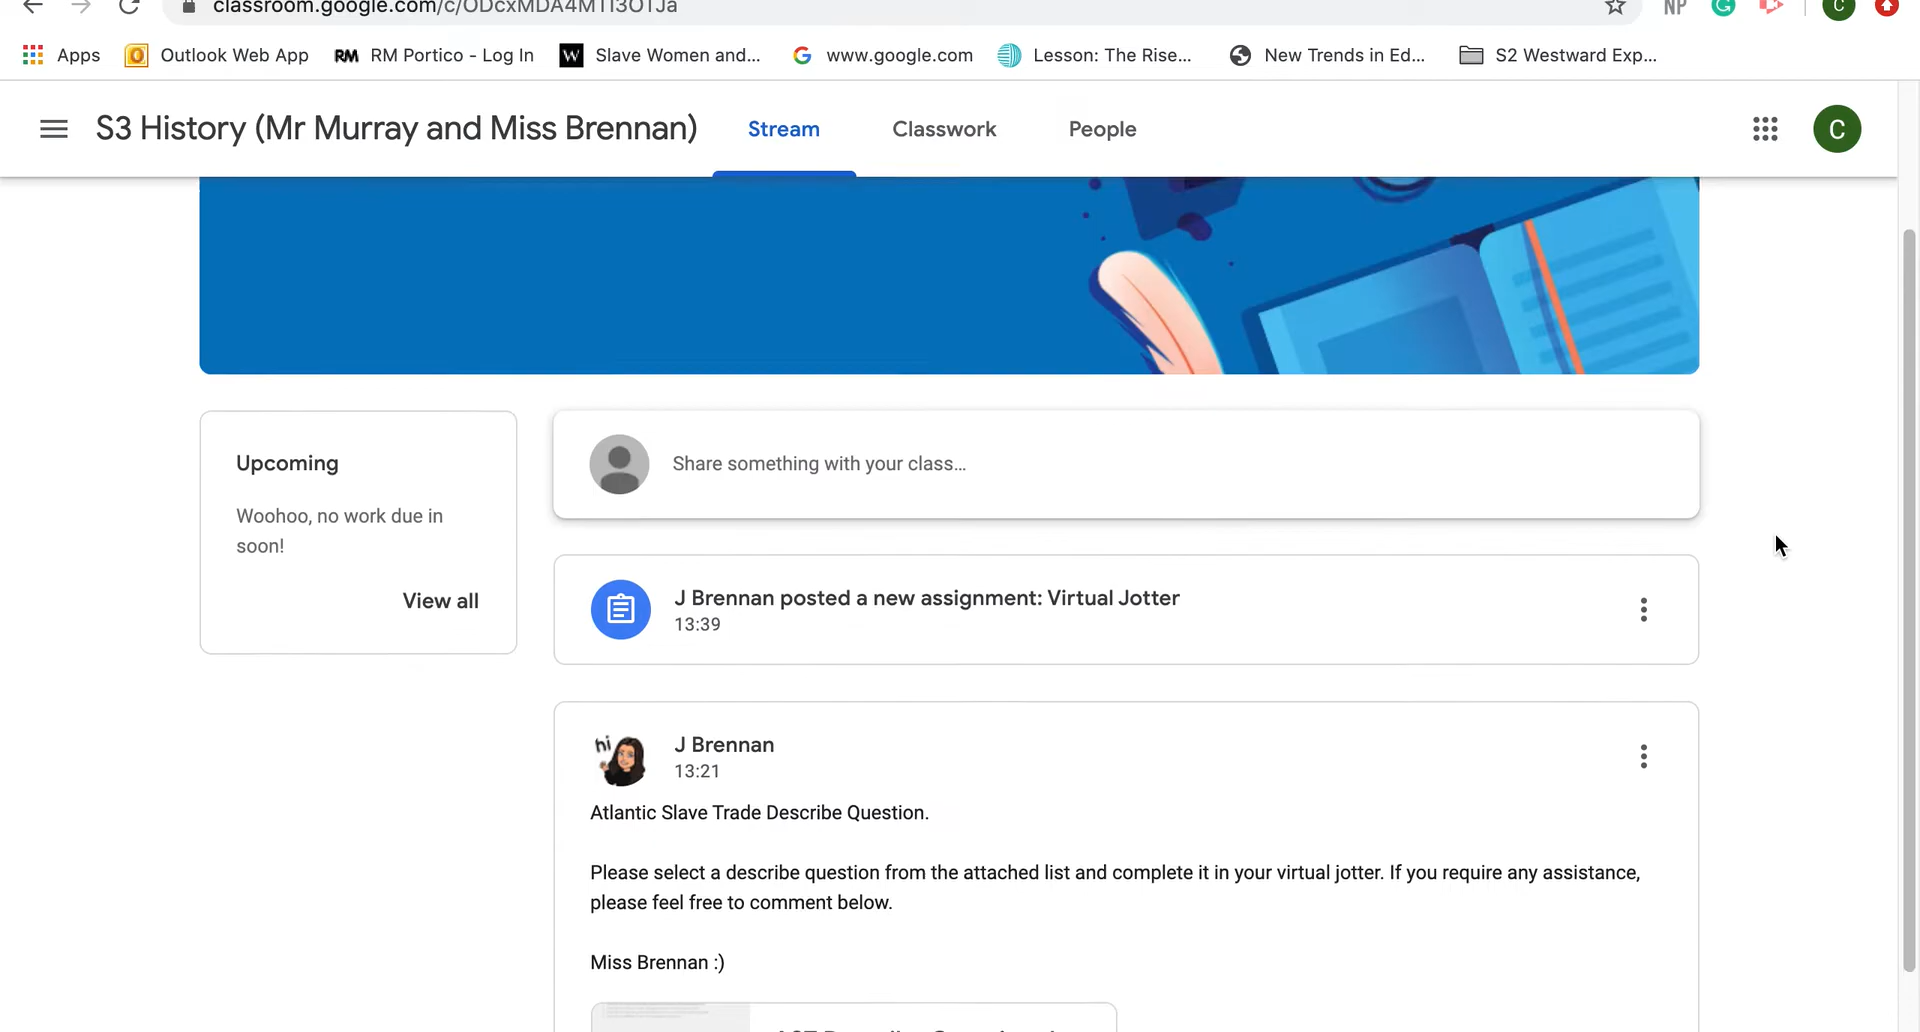 classroom.google.com/c/
NP
C
Apps
Outlook Web App
RM Portico - Log In
W
Slave Women and...
www.google.com
Lesson: The Rise...
New Trends in Ed...
S2 Westward Exp...
S3 History (Mr Murray and Miss Brennan)
Stream
Classwork
People
C
Upcoming
Woohoo, no work due in
soon!
View all
Share something with your class...
J Brennan posted a new assignment: Virtual Jotter
13:39
hi
J Brennan
13:21
Atlantic Slave Trade Describe Question.
Please select a describe question from the attached list and complete it in your virtual jotter. If you require any assistance,
please feel free to comment below.
Miss Brennan :)